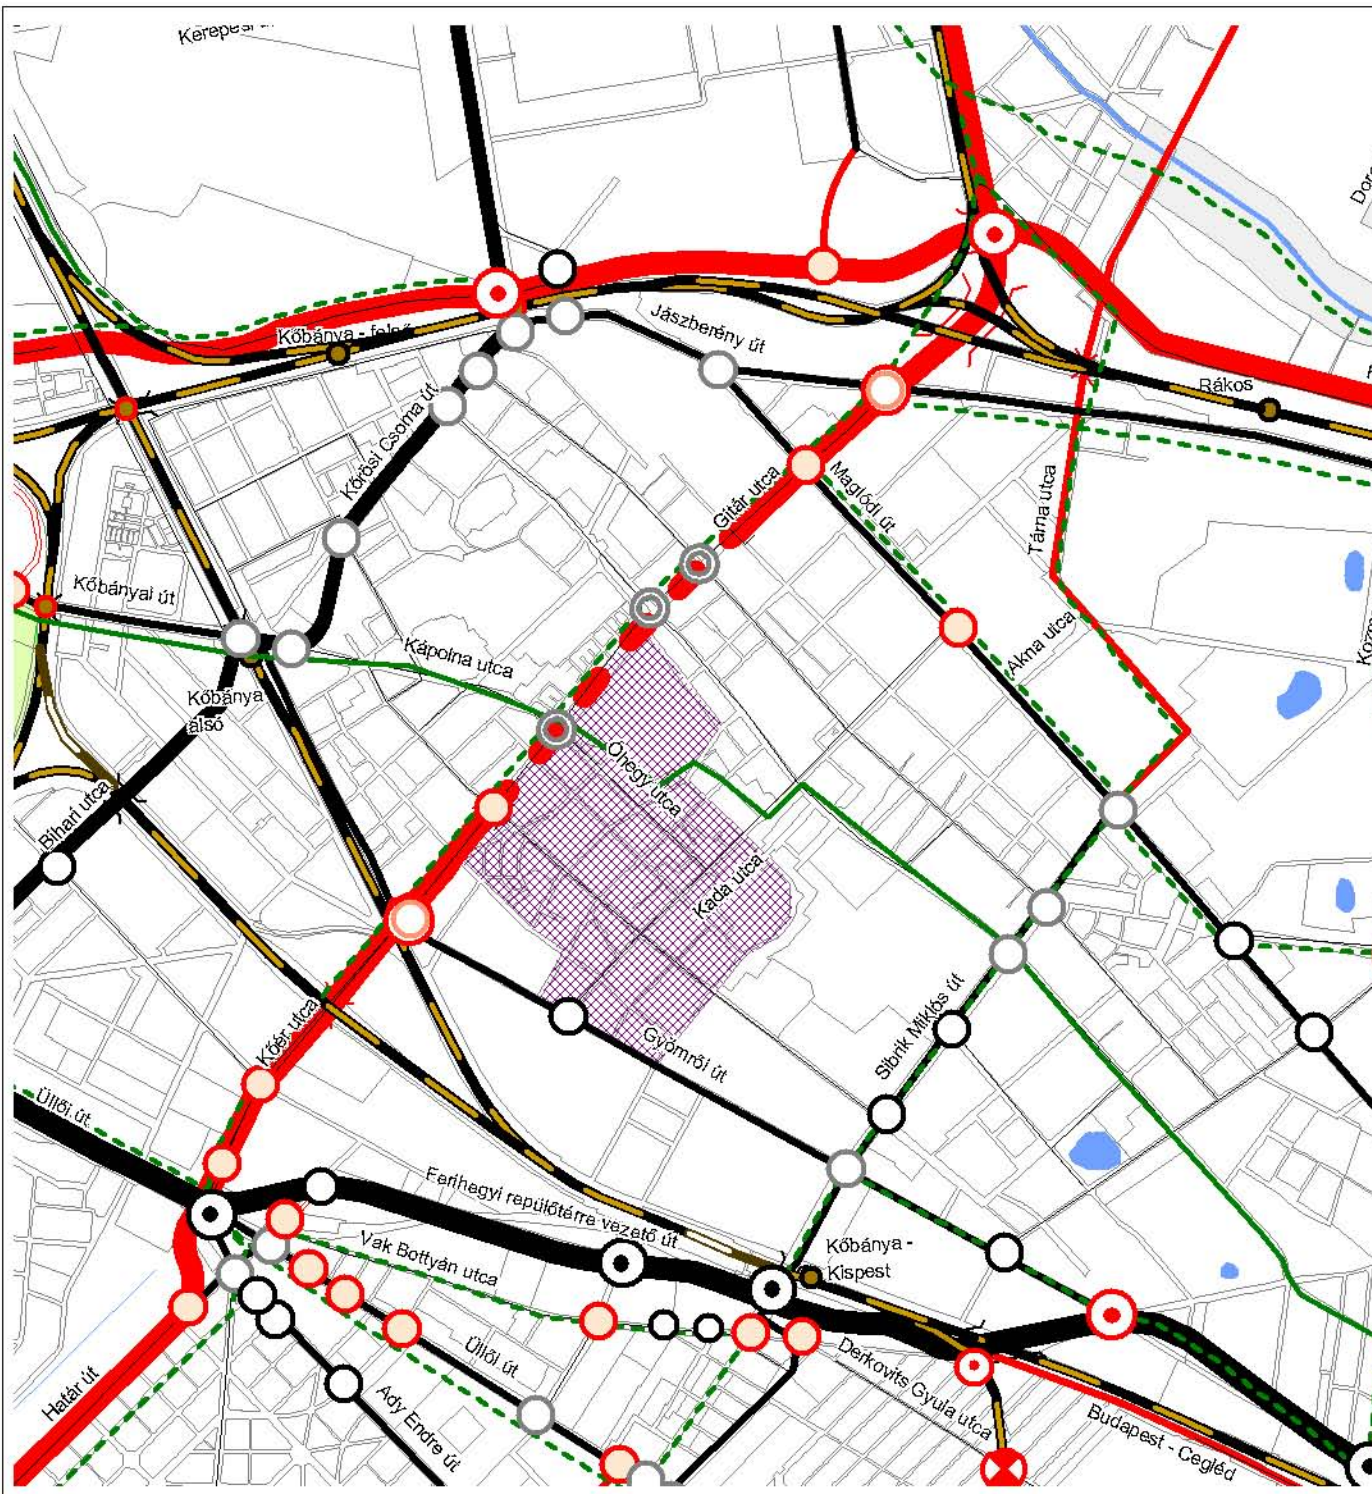 Jászberény út
Kőbánya - felső
Rákos
Kőrösi Csoma út
Gitár utca
Maglódi út
Tárna utca
Kőbányai út
Akna utca
Kápolna utca
Kőbánya
alsó
Óhegy utca
Bihari utca
Kada utca
Sibrik Miklós út
Kőér utca
Gyömrői út
Üllői út
Ferihegyi repülőtérre vezető út
Vak Bottyán utca
Kőbánya -
Kispest
Üllői út
Derkovits Gyula utca
Határ út
Ady Endre út
Budapest - Cegléd